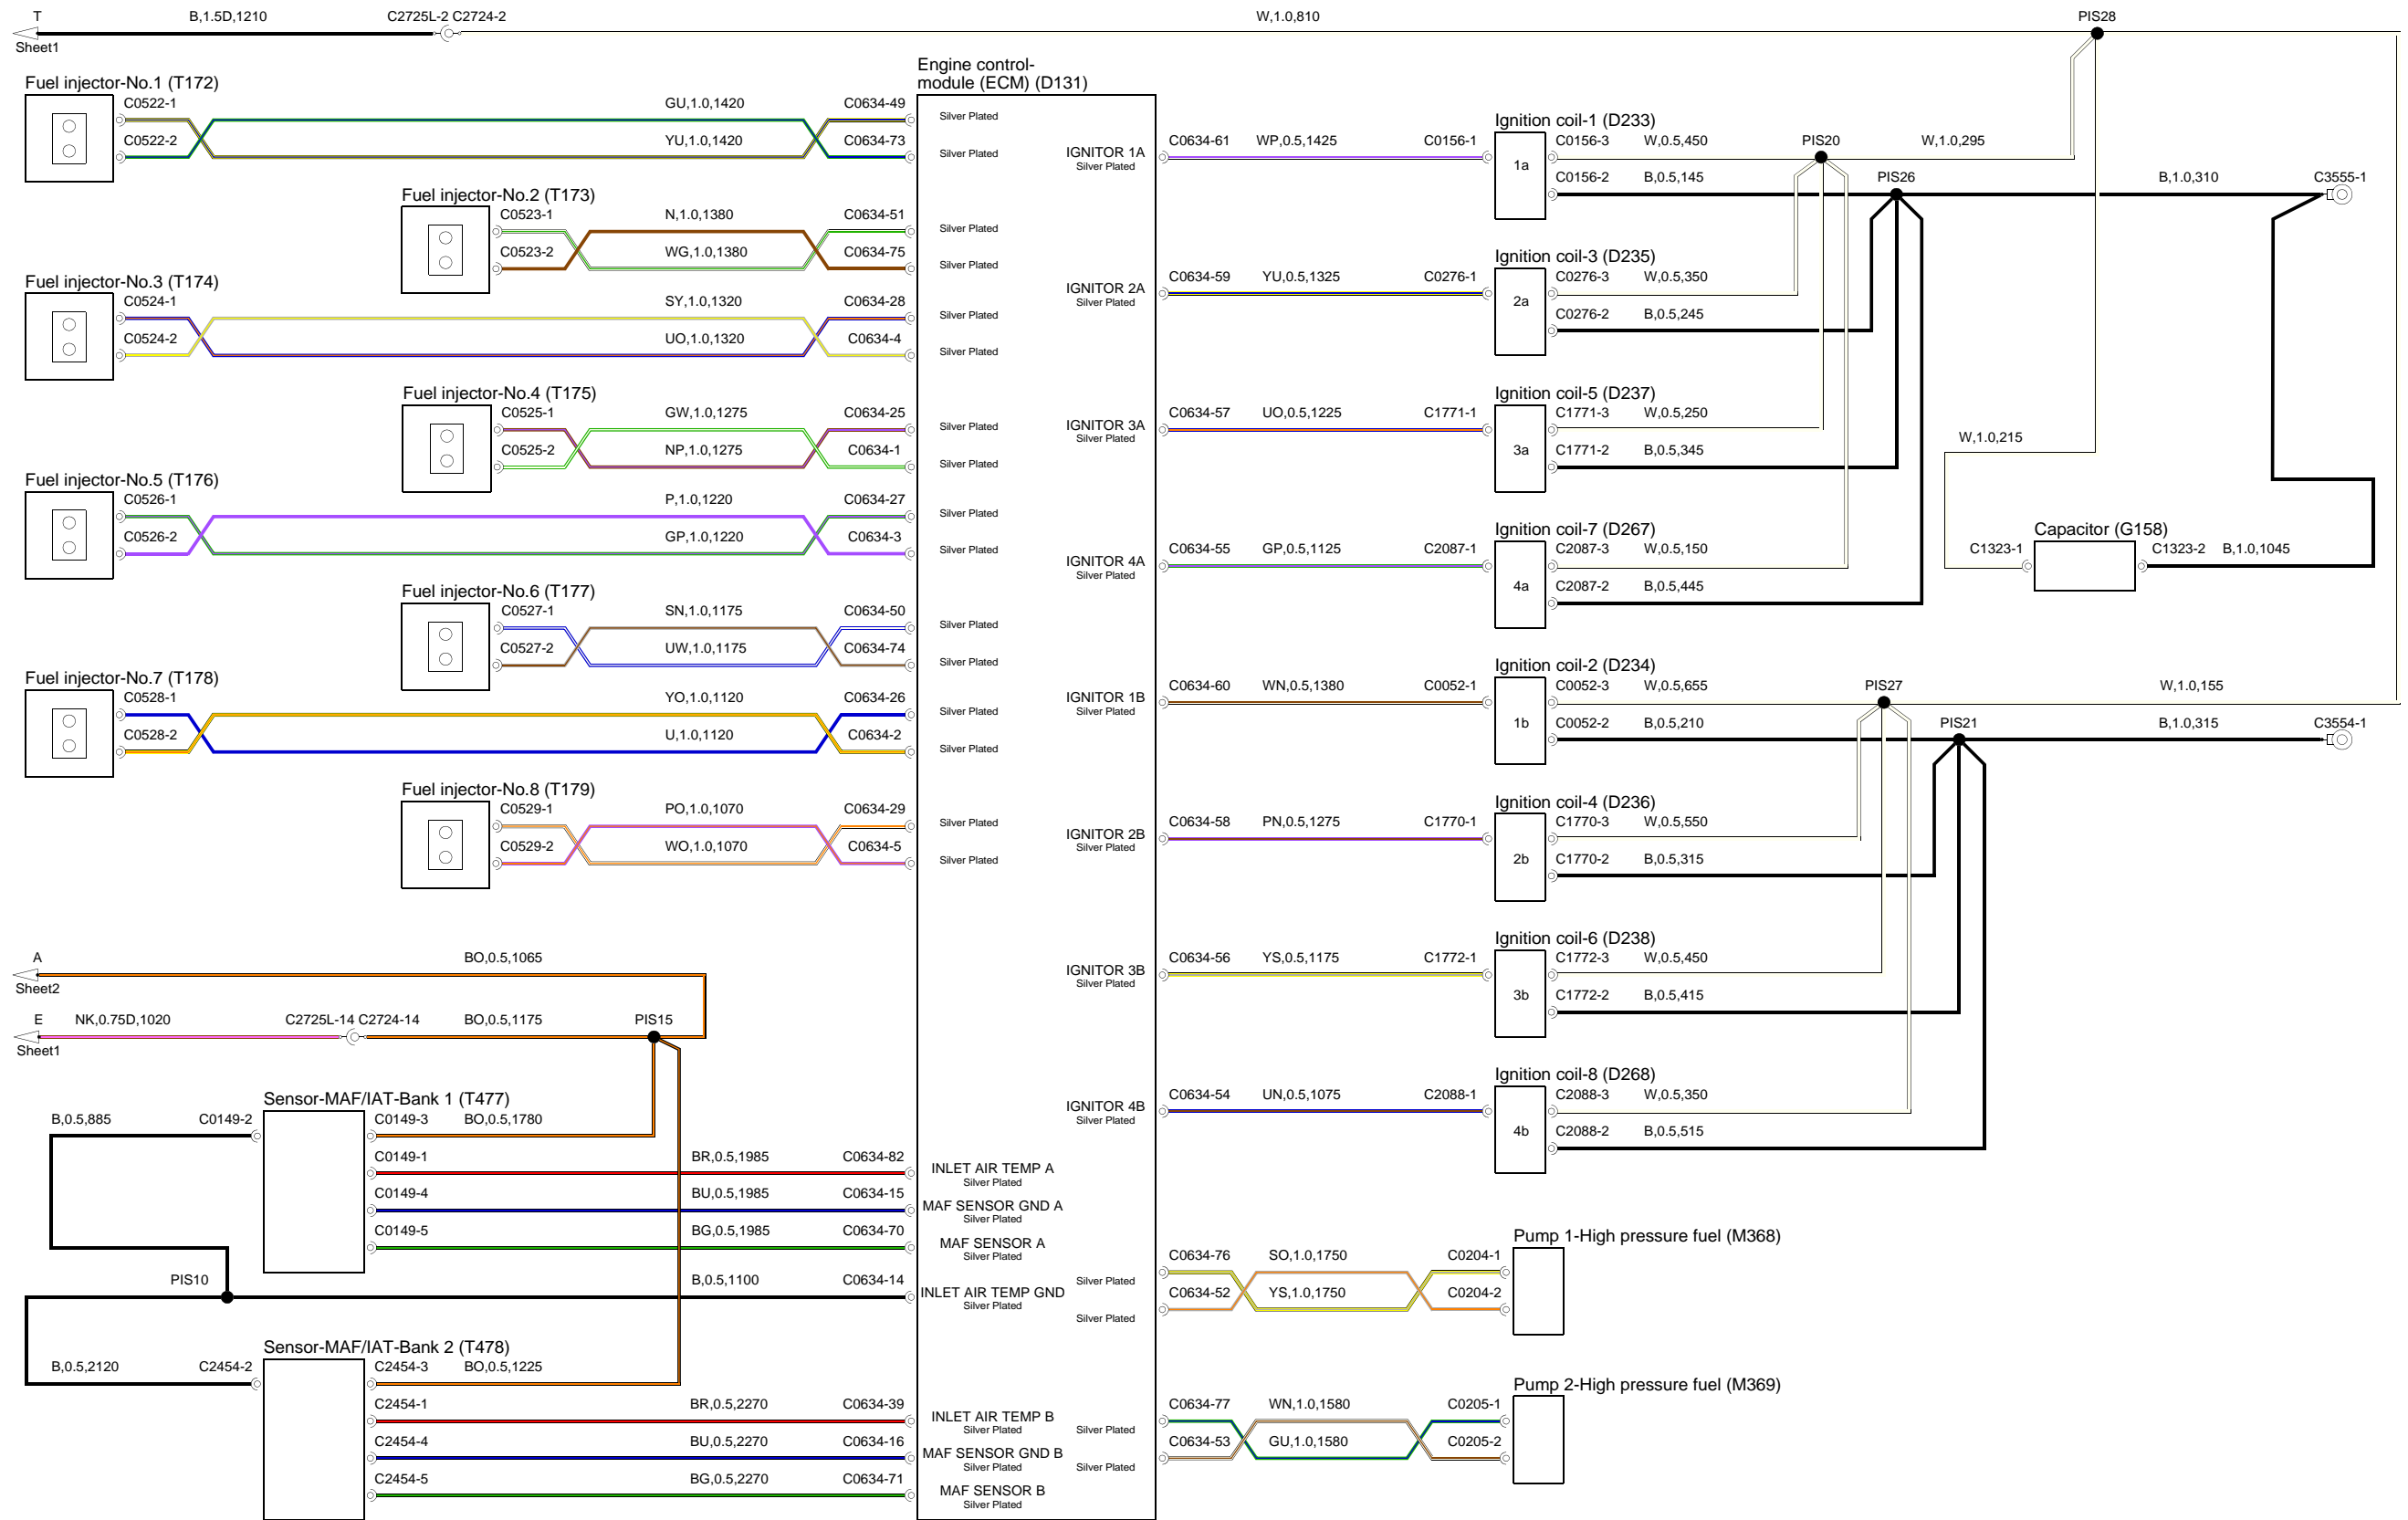 T B,1.5D,1210 C2725L-2 C2724-2 W,1.0,810 PIS28
Sheet1
Engine control-
module (ECM) (D131)
Fuel injector-No.1 (T172)
C0522-1 GU,1.0,1420 C0634-49 Silver Plated
C0522-2 YU,1.0,1420 C0634-73 Silver Plated
Fuel injector-No.2 (T173)
C0523-1 N,1.0,1380 C0634-51 Silver Plated
C0523-2 WG,1.0,1380 C0634-75 Silver Plated
Fuel injector-No.3 (T174)
C0524-1 SY,1.0,1320 C0634-28 Silver Plated
C0524-2 UO,1.0,1320 C0634-4 Silver Plated
Fuel injector-No.4 (T175)
C0525-1 GW,1.0,1275 C0634-25 Silver Plated
C0525-2 NP,1.0,1275 C0634-1 Silver Plated
Fuel injector-No.5 (T176)
C0526-1 P,1.0,1220 C0634-27 Silver Plated
C0526-2 GP,1.0,1220 C0634-3 Silver Plated
Fuel injector-No.6 (T177)
C0527-1 SN,1.0,1175 C0634-50 Silver Plated
C0527-2 UW,1.0,1175 C0634-74 Silver Plated
Fuel injector-No.7 (T178)
C0528-1 YO,1.0,1120 C0634-26 Silver Plated
C0528-2 U,1.0,1120 C0634-2 Silver Plated
Fuel injector-No.8 (T179)
C0529-1 PO,1.0,1070 C0634-29 Silver Plated
C0529-2 WO,1.0,1070 C0634-5 Silver Plated
A BO,0.5,1065
Sheet2
E NK,0.75D,1020 C2725L-14 C2724-14 BO,0.5,1175 PIS15
Sheet1
Sensor-MAF/IAT-Bank 1 (T477)
B,0.5,885 C0149-2 C0149-3 BO,0.5,1780
C0149-1 BR,0.5,1985 C0634-82 INLET AIR TEMP A
Silver Plated
C0149-4 BU,0.5,1985 C0634-15 MAF SENSOR GND A
Silver Plated
C0149-5 BG,0.5,1985 C0634-70 MAF SENSOR A
Silver Plated
PIS10 B,0.5,1100 C0634-14 INLET AIR TEMP GND
Silver Plated
Sensor-MAF/IAT-Bank 2 (T478)
B,0.5,2120 C2454-2 C2454-3 BO,0.5,1225
C2454-1 BR,0.5,2270 C0634-39 INLET AIR TEMP B
Silver Plated
C2454-4 BU,0.5,2270 C0634-16 MAF SENSOR GND B
Silver Plated
C2454-5 BG,0.5,2270 C0634-71 MAF SENSOR B
Silver Plated
Ignition coil-1 (D233)
IGNITOR 1A C0634-61 WP,0.5,1425 C0156-1 1a C0156-3 W,0.5,450 PIS20 W,1.0,295
Silver Plated
C0156-2 B,0.5,145 PIS26 B,1.0,310 C3555-1
Ignition coil-3 (D235)
IGNITOR 2A C0634-59 YU,0.5,1325 C0276-1 2a C0276-3 W,0.5,350
Silver Plated
C0276-2 B,0.5,245
Ignition coil-5 (D237)
IGNITOR 3A C0634-57 UO,0.5,1225 C1771-1 3a C1771-3 W,0.5,250
Silver Plated
C1771-2 B,0.5,345
W,1.0,215
Ignition coil-7 (D267)
IGNITOR 4A C0634-55 GP,0.5,1125 C2087-1 4a C2087-3 W,0.5,150
Silver Plated
C2087-2 B,0.5,445
Capacitor (G158)
C1323-1 C1323-2 B,1.0,1045
Ignition coil-2 (D234)
IGNITOR 1B C0634-60 WN,0.5,1380 C0052-1 1b C0052-3 W,0.5,655 PIS27 W,1.0,155
Silver Plated
C0052-2 B,0.5,210 PIS21 B,1.0,315 C3554-1
Ignition coil-4 (D236)
IGNITOR 2B C0634-58 PN,0.5,1275 C1770-1 2b C1770-3 W,0.5,550
Silver Plated
C1770-2 B,0.5,315
Ignition coil-6 (D238)
IGNITOR 3B C0634-56 YS,0.5,1175 C1772-1 3b C1772-3 W,0.5,450
Silver Plated
C1772-2 B,0.5,415
Ignition coil-8 (D268)
IGNITOR 4B C0634-54 UN,0.5,1075 C2088-1 4b C2088-3 W,0.5,350
Silver Plated
C2088-2 B,0.5,515
Pump 1-High pressure fuel (M368)
Silver Plated C0634-76 SO,1.0,1750 C0204-1
Silver Plated C0634-52 YS,1.0,1750 C0204-2
Pump 2-High pressure fuel (M369)
Silver Plated C0634-77 WN,1.0,1580 C0205-1
Silver Plated C0634-53 GU,1.0,1580 C0205-2